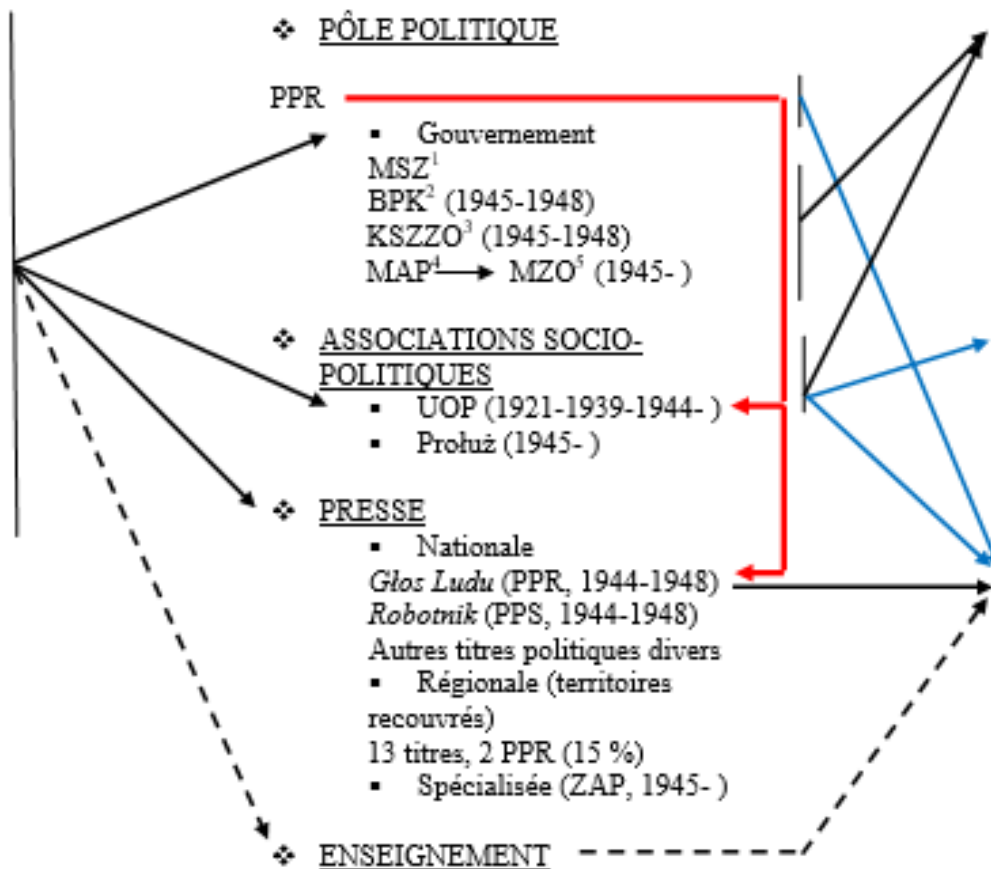 ❖ PÔLE POLITIQUE
PPR
▪ Gouvernement
MSZ¹
BPK² (1945-1948)
KSZZO³ (1945-1948)
MAP⁴ → MZO⁵ (1945- )
❖ ASSOCIATIONS SOCIO-
POLITIQUES
▪ UOP (1921-1939-1944- )
▪ Prołuż (1945- )
❖ PRESSE
▪ Nationale
Głos Ludu (PPR, 1944-1948)
Robotnik (PPS, 1944-1948)
Autres titres politiques divers
▪ Régionale (territoires
recouvrés)
13 titres, 2 PPR (15 %)
▪ Spécialisée (ZAP, 1945- )
❖ ENSEIGNEMENT